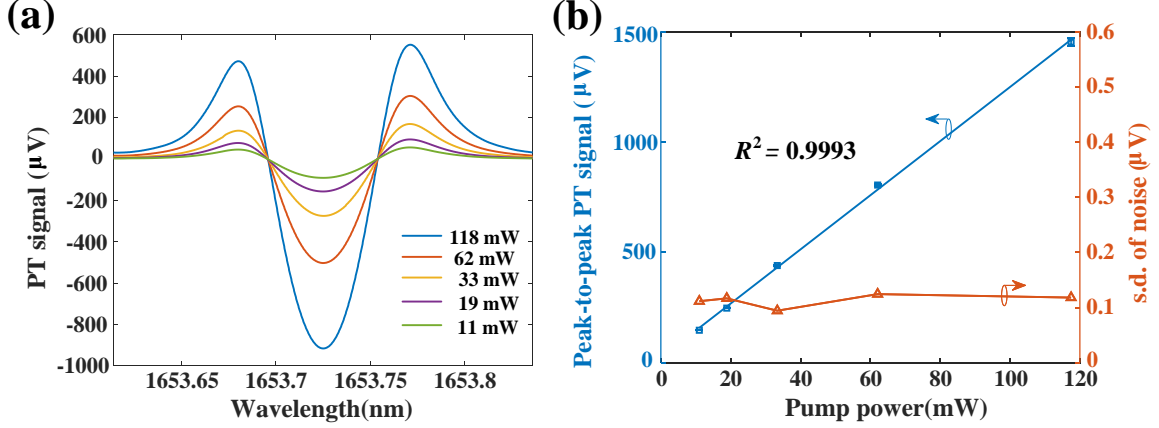 (a)
600
400
200
0
-200
-400
-600
-800
-1000
PT signal (μV)
118 mW
62 mW
33 mW
19 mW
11 mW
1653.65
1653.7
1653.75
1653.8
Wavelength(nm)
(b)
1500
1000
500
0
Peak-to-peak PT signal (μV)
R² = 0.9993
0.6
0.5
0.4
0.3
0.2
0.1
0
s.d. of noise(μV)
0
20
40
60
80
100
120
Pump power(mW)